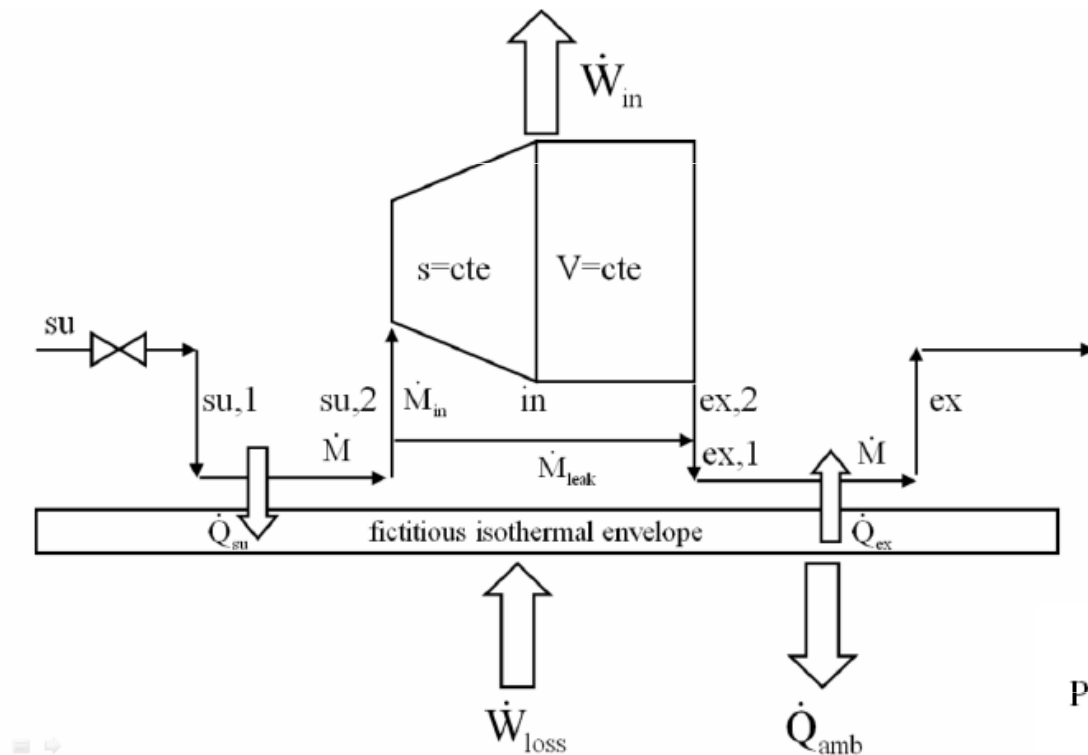 Ẇin
s=cte V=cte
su
su,1 su,2 Ṁin in ex,2 ex
Ṁ Ṁleak ex,1 Ṁ
Q̇su fictitious isothermal envelope Q̇ex
P
Ẇloss Q̇amb